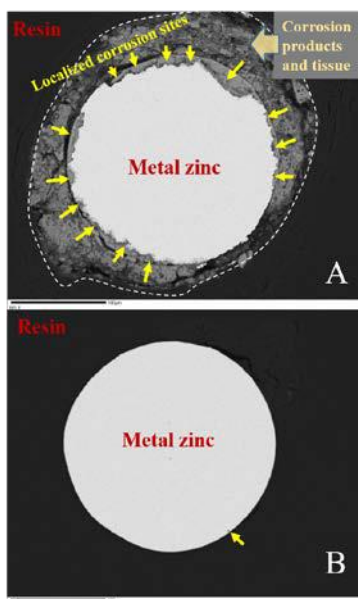 Resin
Localized corrosion sites
Corrosion
products
and tissue
Metal zinc
A
Resin
Metal zinc
B